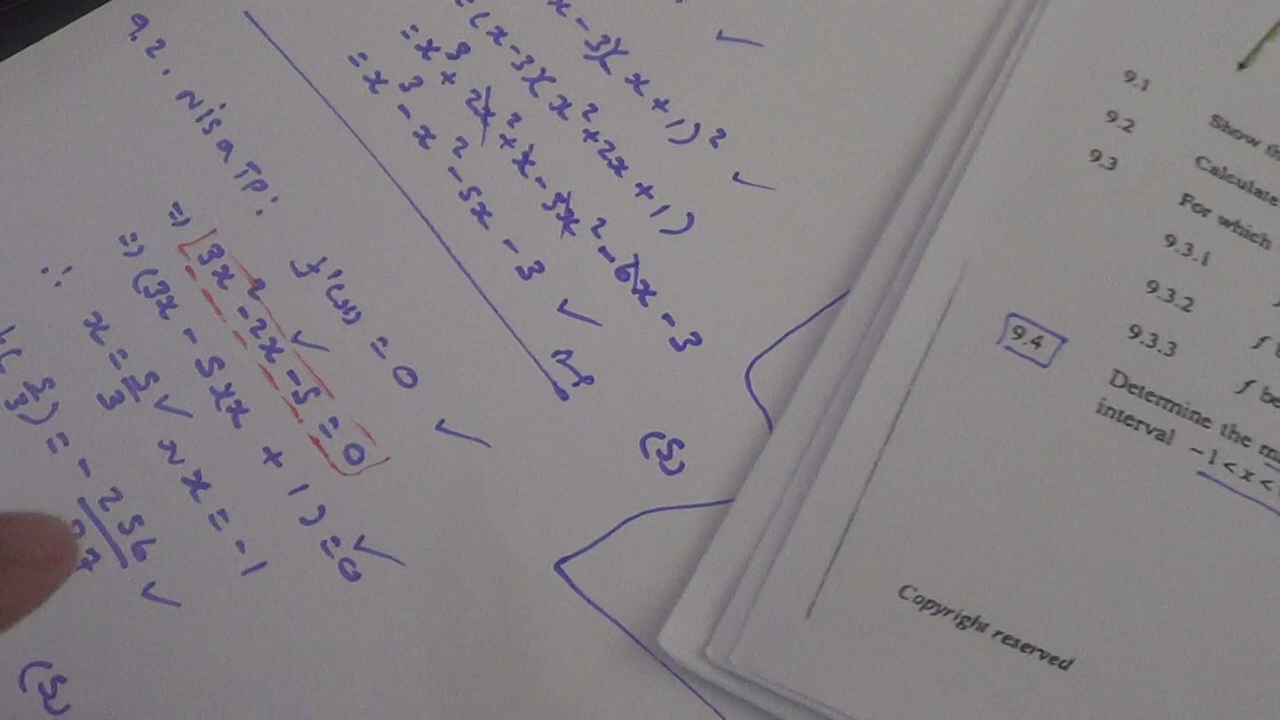 x-3)(x+1)²
=(x-3)(x²+2x+1)
=x³+2x²+x-3x²-6x-3
=x³-x²-5x-3
(5)
9.2. N is a TP:
f'(x)=0
=> 3x²-2x-5=0
=> (3x-5)(x+1)=0
∴ x=5/3 x=-1
(5/3)=-256
(5)
9.1 Show
9.2 Calculate
9.3 For which
9.3.1
9.3.2 f
9.3.3 f be
9.4 Determine the
interval -1<x<
Copyright reserved